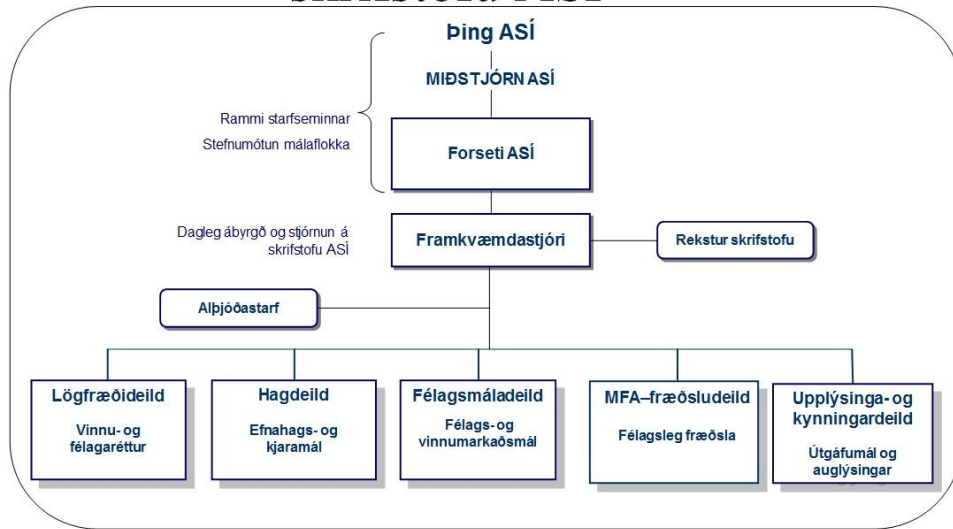 Þing ASÍ
MIÐSTJÓRN ASÍ
Rammi starfseminnar
Stefnumótun málaflokka
Forseti ASÍ
Dagleg ábyrgð og stjórnun á
skrifstofu ASÍ
Framkvæmdastjóri
Rekstur skrifstofu
Alþjóðastarf
Lögfræðideild
Vinnu- og
félagaréttur
Hagdeild
Efnahags- og
kjaramál
Félagsmáladeild
Félags- og
vinnumarkaðsmál
MFA–fræðsludeild
Félagsleg fræðsla
Upplýsinga- og
kynningardeild
Útgáfumál og
auglýsingar